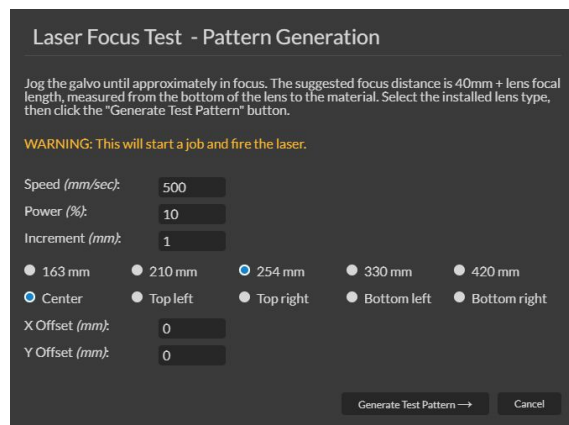 Laser Focus Test - Pattern Generation
Jog the galvo until approximately in focus. The suggested focus distance is 40mm + lens focal
length, measured from the bottom of the lens to the material. Select the installed lens type,
then click the "Generate Test Pattern" button.
WARNING: This will start a job and fire the laser.
Speed (mm/sec): 500
Power (%): 10
Increment (mm): 1
163 mm 210 mm 254 mm 330 mm 420 mm
Center Top left Top right Bottom left Bottom right
X Offset (mm): 0
Y Offset (mm): 0
Generate Test Pattern → Cancel